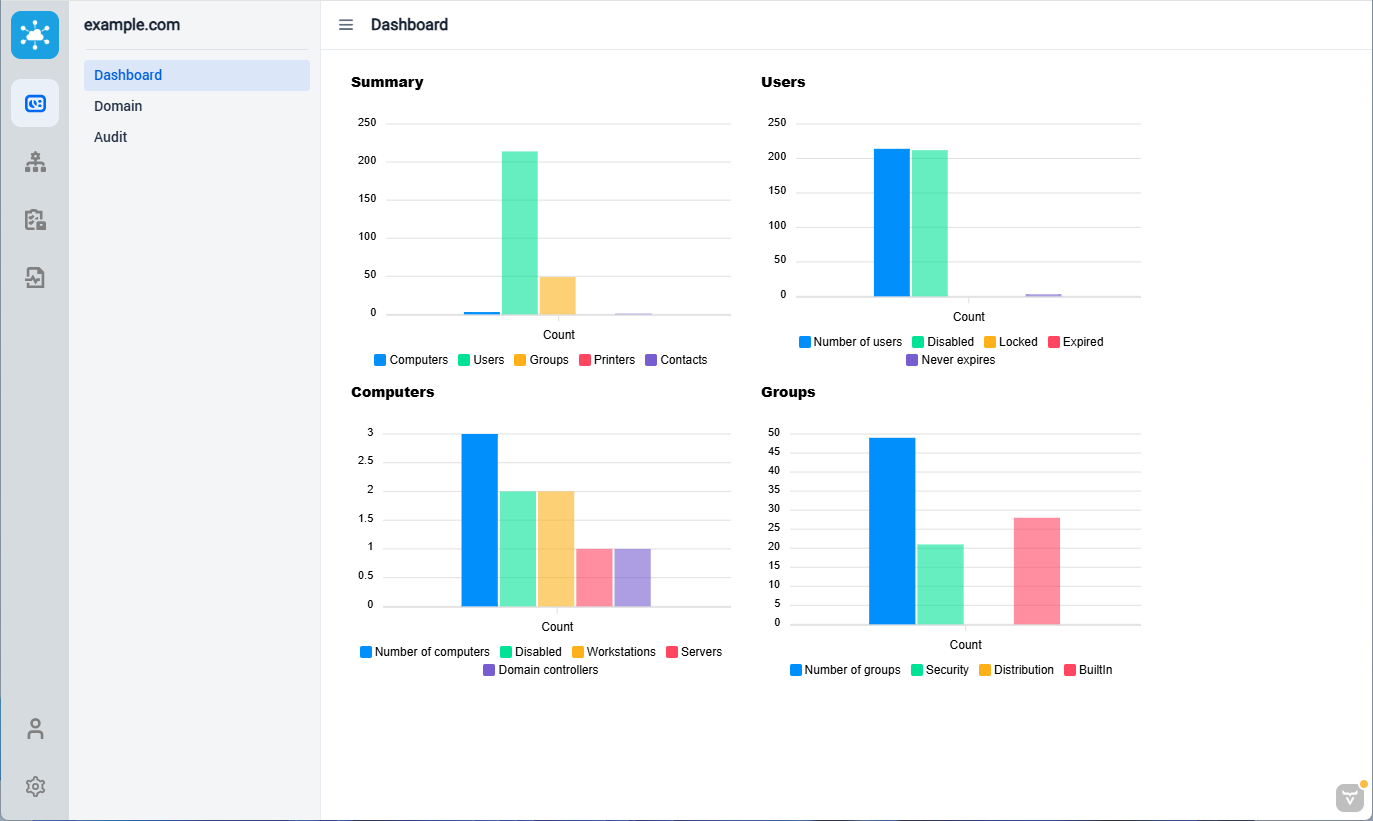 example.com
Dashboard
Domain
Audit
Dashboard
Summary
250
200
150
100
50
0
Count
Computers Users Groups Printers Contacts
Users
250
200
150
100
50
0
Count
Number of users Disabled Locked Expired
Never expires
Computers
3
2.5
2
1.5
1
0.5
0
Count
Number of computers Disabled Workstations Servers
Domain controllers
Groups
50
45
40
35
30
25
20
15
10
5
0
Count
Number of groups Security Distribution BuiltIn